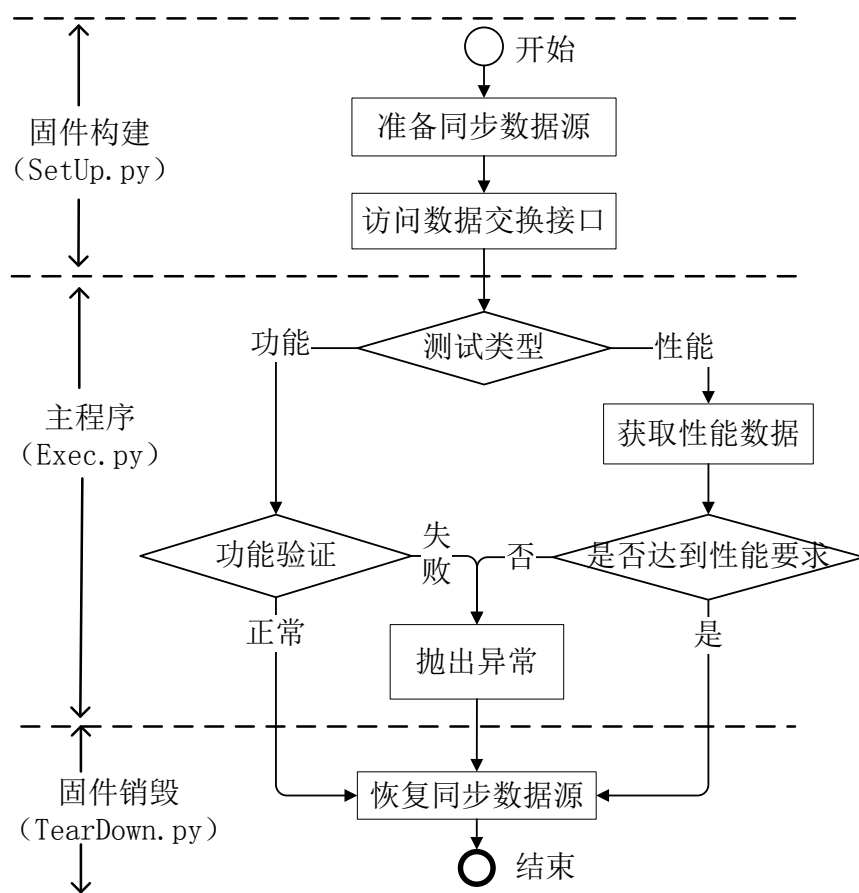 开始
准备同步数据源
固件构建
（SetUp.py）
访问数据交换接口
功能
测试类型
性能
主程序
（Exec.py）
获取性能数据
功能验证
失
败
否
是否达到性能要求
正常
抛出异常
是
固件销毁
（TearDown.py）
恢复同步数据源
结束